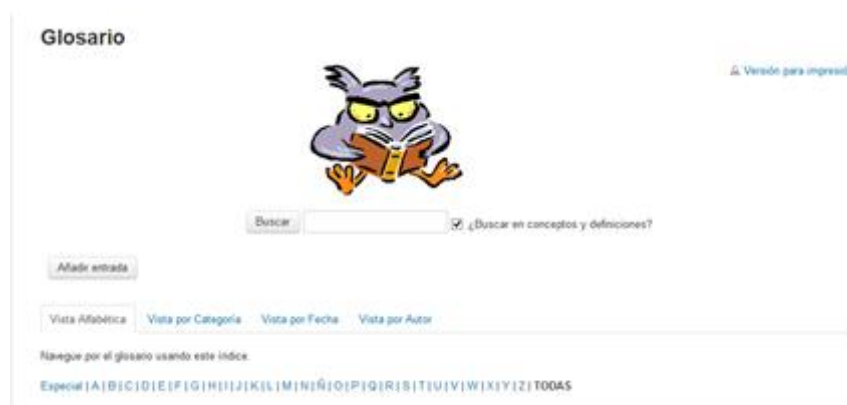 Glosario
Versión para impresió
Buscar
¿Buscar en conceptos y definiciones?
Añadir entrada
Vista Alfabética Vista por Categoría Vista por Fecha Vista por Autor
Navegue por el glosario usando este índice.
Especial | A | B | C | D | E | F | G | H | I | J | K | L | M | N | Ñ | O | P | Q | R | S | T | U | V | W | X | Y | Z | TODAS